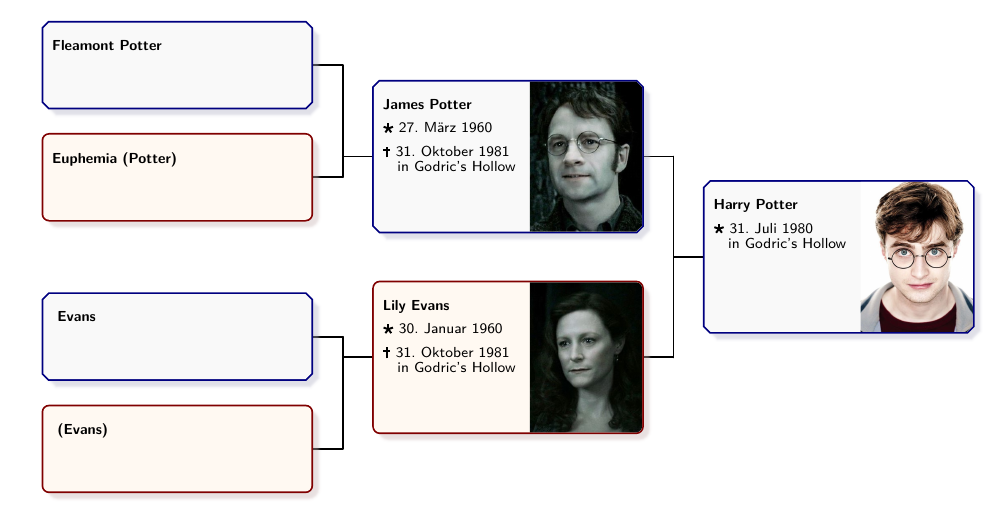 Fleamont Potter
Euphemia (Potter)
James Potter
★ 27. März 1960
✝ 31. Oktober 1981
in Godric's Hollow
Harry Potter
★ 31. Juli 1980
in Godric's Hollow
Evans
(Evans)
Lily Evans
★ 30. Januar 1960
✝ 31. Oktober 1981
in Godric's Hollow